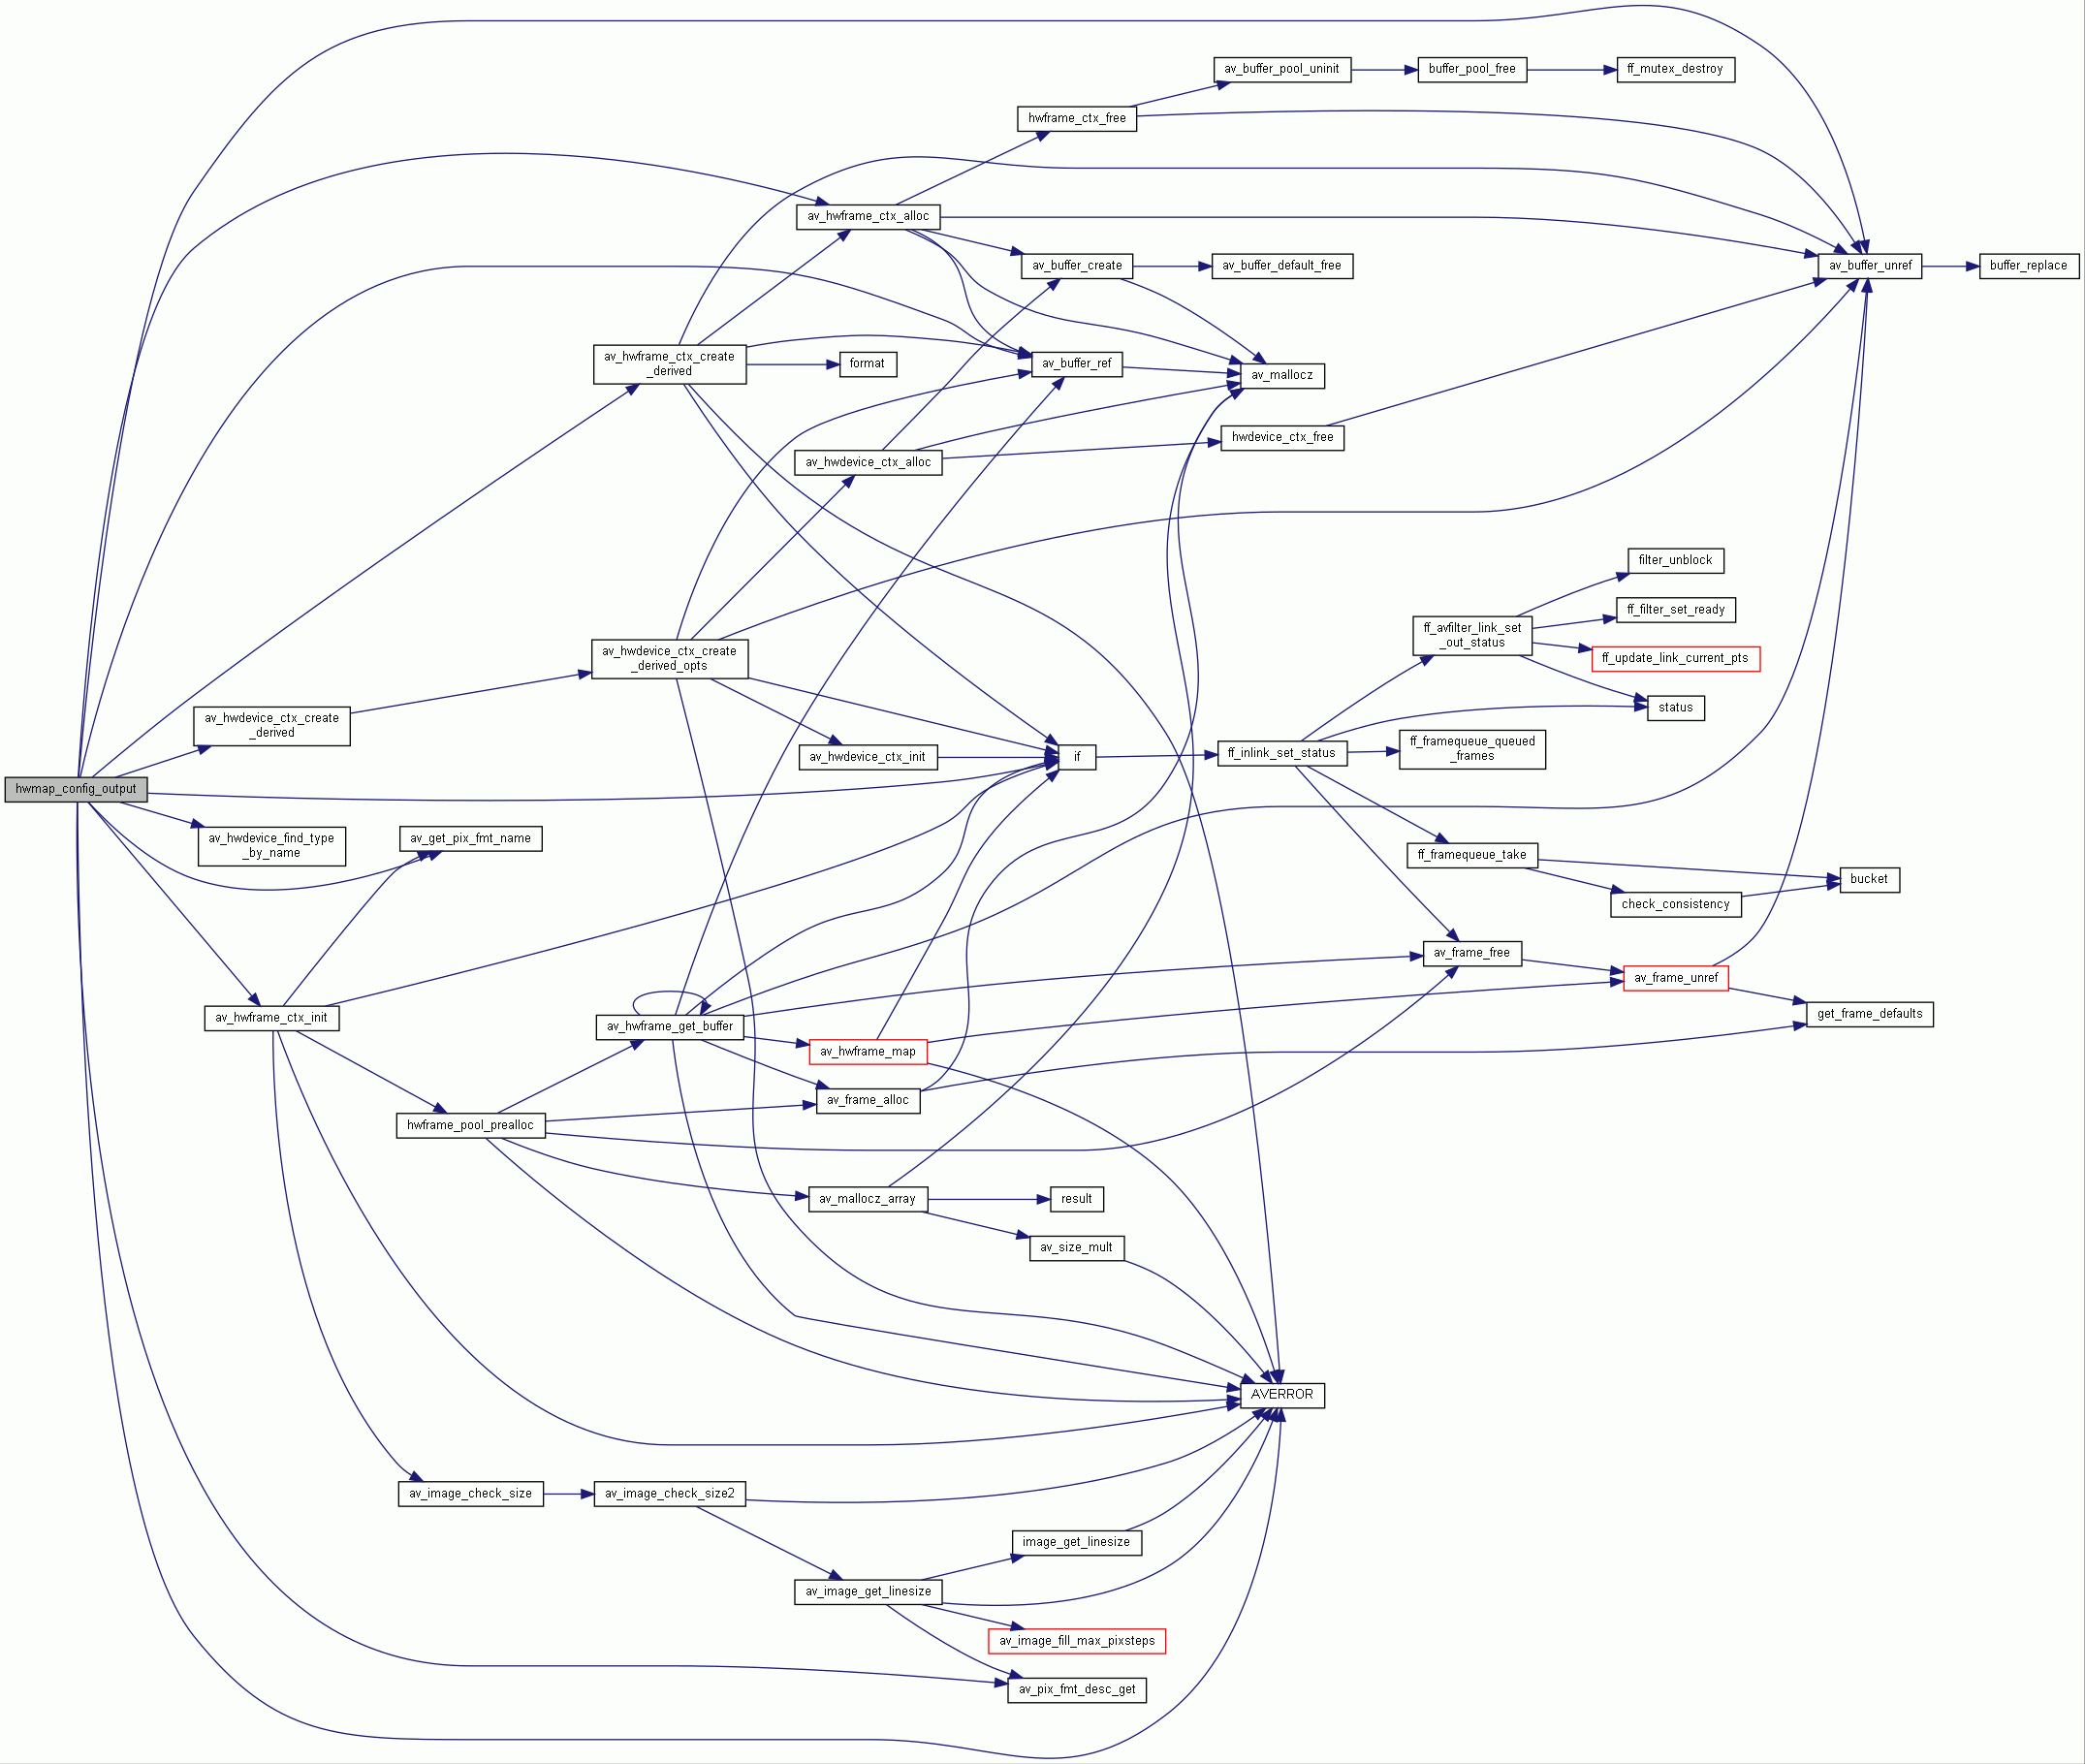 av_buffer_pool_uninit
buffer_pool_free
ff_mutex_destroy
hwframe_ctx_free
av_hwframe_ctx_alloc
av_buffer_create
av_buffer_default_free
av_buffer_unref
buffer_replace
av_hwframe_ctx_create
_derived
format
av_buffer_ref
av_mallocz
hwdevice_ctx_free
av_hwdevice_ctx_alloc
filter_unblock
ff_filter_set_ready
ff_avfilter_link_set
_out_status
ff_update_link_current_pts
av_hwdevice_ctx_create
_derived_opts
status
av_hwdevice_ctx_create
_derived
av_hwdevice_ctx_init
if
ff_inlink_set_status
ff_framequeue_queued
_frames
hwmap_config_output
av_hwdevice_find_type
_by_name
av_get_pix_fmt_name
ff_framequeue_take
bucket
check_consistency
av_frame_free
av_frame_unref
get_frame_defaults
av_hwframe_ctx_init
av_hwframe_get_buffer
av_hwframe_map
av_frame_alloc
hwframe_pool_prealloc
av_mallocz_array
result
av_size_mult
AVERROR
av_image_check_size
av_image_check_size2
image_get_linesize
av_image_get_linesize
av_image_fill_max_pixsteps
av_pix_fmt_desc_get